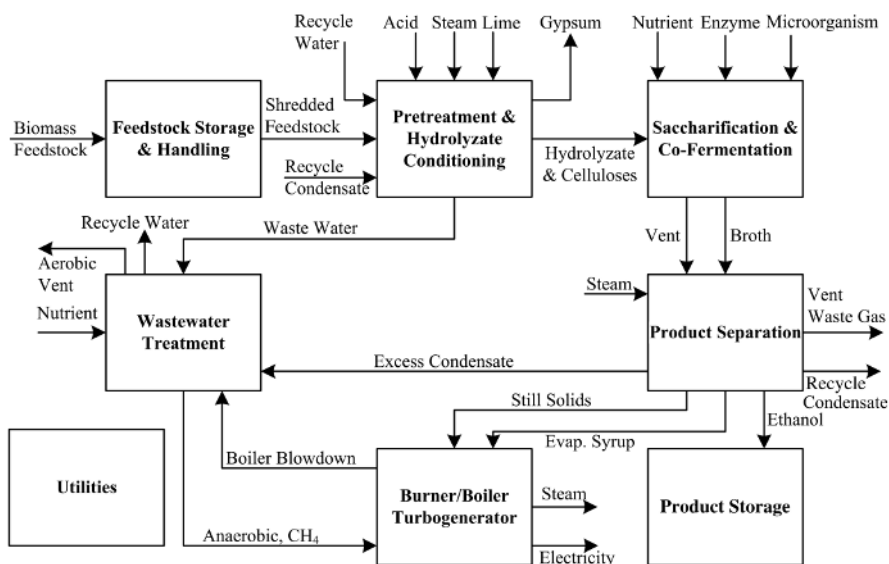 Recycle
Water
Acid
Steam
Lime
Gypsum
Nutrient
Enzyme
Microorganism
Biomass
Feedstock
Feedstock Storage
& Handling
Shredded
Feedstock
Recycle
Condensate
Pretreatment &
Hydrolyzate
Conditioning
Hydrolyzate
& Celluloses
Saccharification &
Co-Fermentation
Recycle Water
Waste Water
Vent
Broth
Aerobic
Vent
Nutrient
Wastewater
Treatment
Steam
Product Separation
Vent
Waste Gas
Excess Condensate
Recycle
Condensate
Still Solids
Ethanol
Evap. Syrup
Utilities
Boiler Blowdown
Burner/Boiler
Turbogenerator
Steam
Product Storage
Anaerobic, CH₄
Electricity